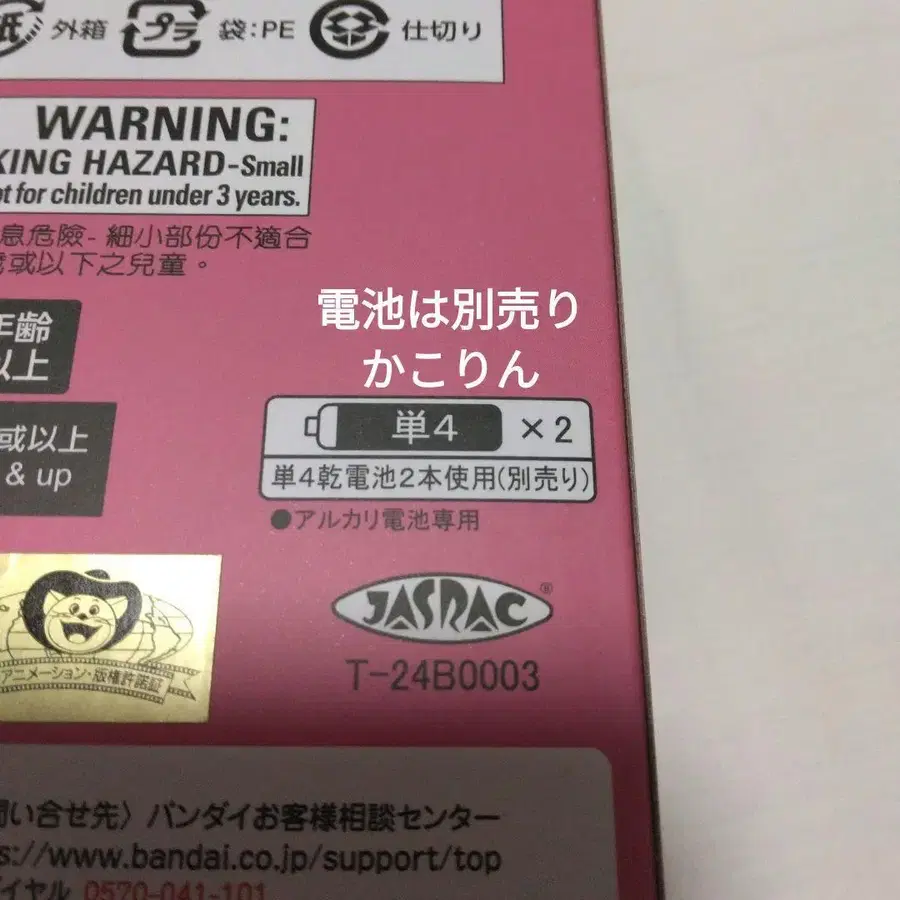 外箱 プラ 袋:PE 仕切り
WARNING:
KING HAZARD-Small
for children under 3 years.
息危険- 細小部份不適合
或以下之兒童。
電池は別売り
かこりん
年齢
以上
単4 ×2
或以上
& up
単4乾電池2本使用(別売り)
●アルカリ電池専用
JASRAC®
T-24B0003
アニメーション・版権許諾証
い合せ先〉バンダイお客様相談センター
s://www.bandai.co.jp/support/top
イヤル 0570-041-101